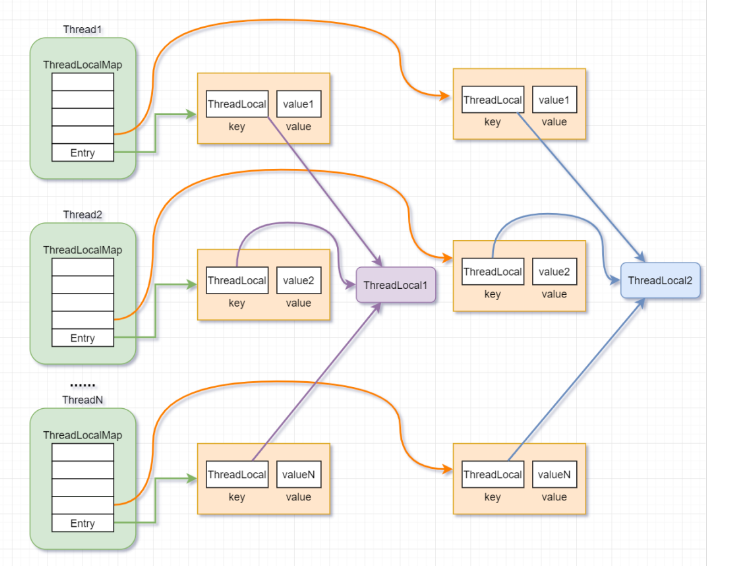 Thread1
ThreadLocalMap
Entry
ThreadLocal value1
key value
ThreadLocal value1
key value
Thread2
ThreadLocalMap
Entry
ThreadLocal value2
key value
ThreadLocal1
ThreadLocal value2
key value
ThreadLocal2
......
ThreadN
ThreadLocalMap
Entry
ThreadLocal valueN
key value
ThreadLocal valueN
key value